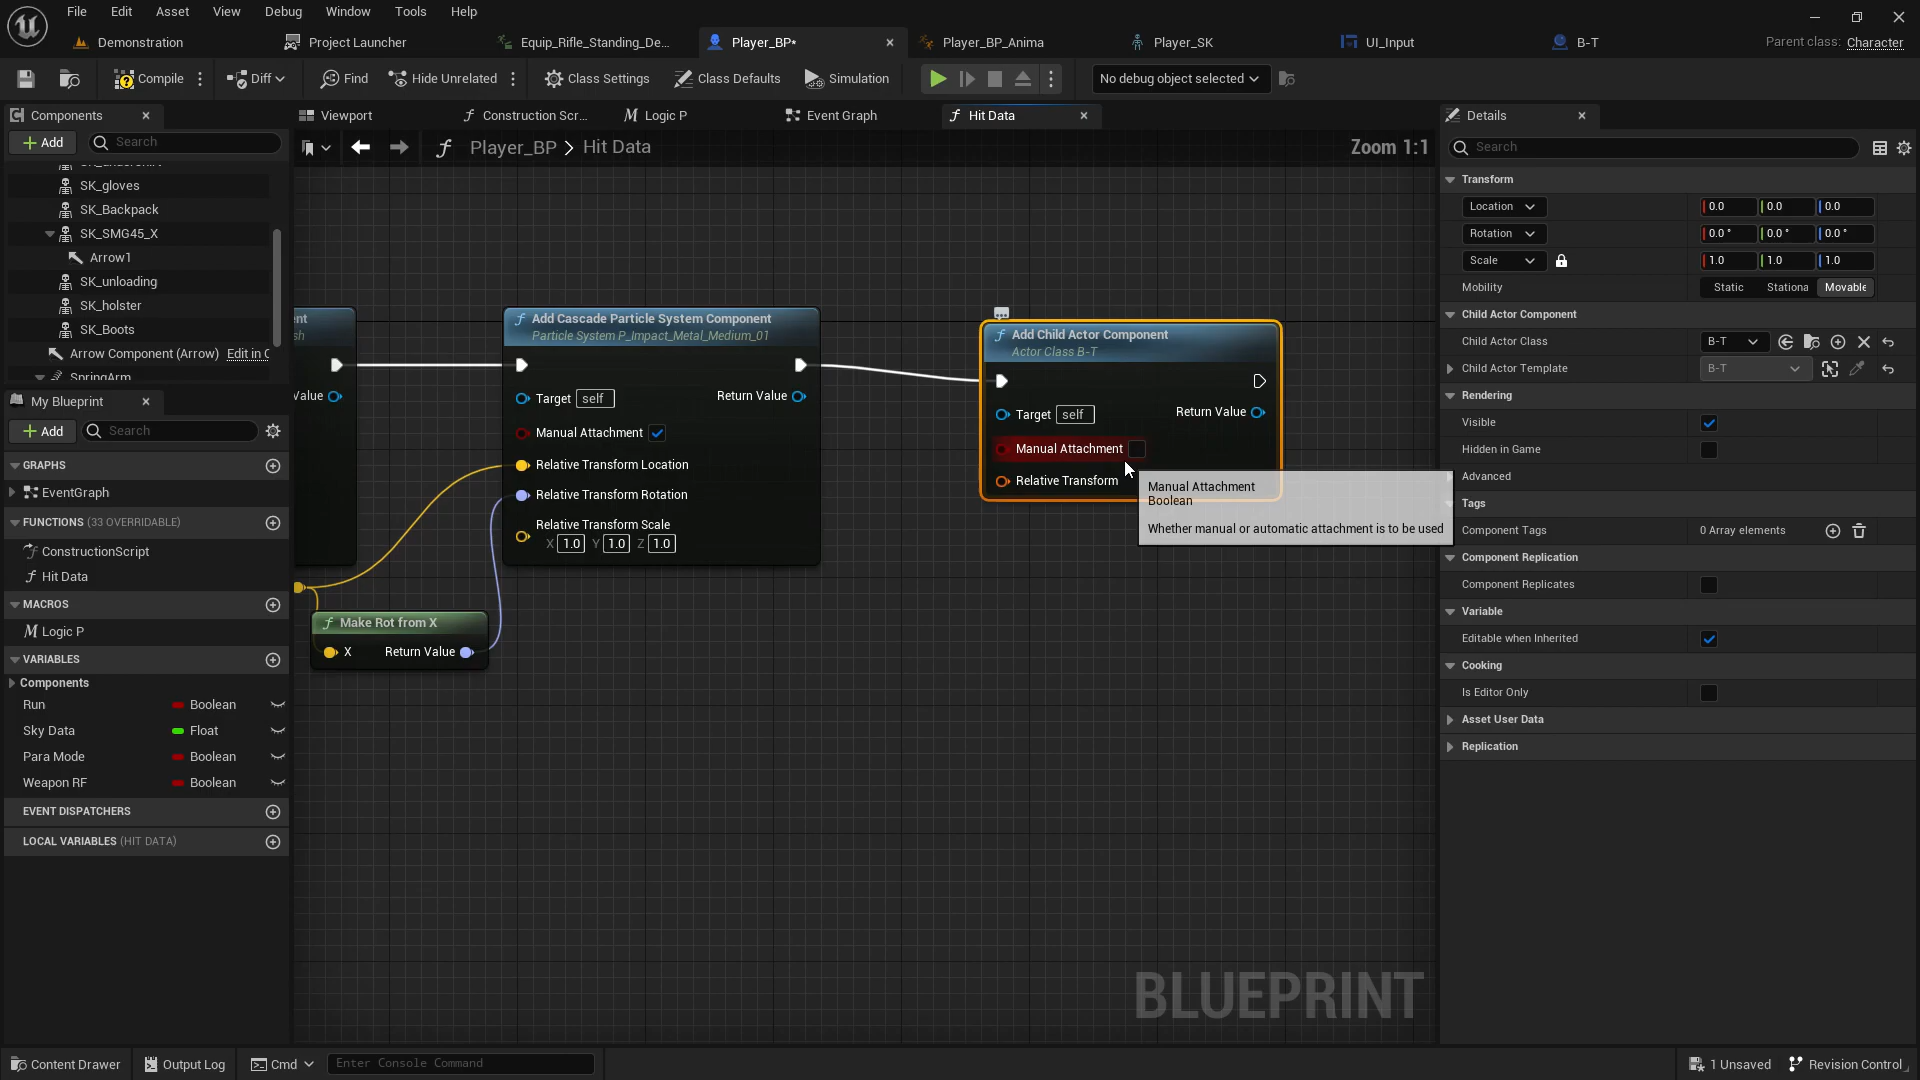 File Edit Asset View Debug Window Tools Help
Demonstration
Project Launcher
Equip_Rifle_Standing_De...
Player_BP*
Player_BP_Anima
Player_SK
UI_Input
B-T
Parent class: Character
Compile
Diff
Find
Hide Unrelated
Class Settings
Class Defaults
Simulation
No debug object selected
Components
Add
Search
SK_gloves
SK_Backpack
SK_SMG45_X
Arrow1
SK_unloading
SK_holster
SK_Boots
Arrow Component (Arrow) Edit in C
SpringArm
My Blueprint
Add
Search
GRAPHS
EventGraph
FUNCTIONS (33 OVERRIDABLE)
ConstructionScript
Hit Data
MACROS
Logic P
VARIABLES
Components
Run Boolean
Sky Data Float
Para Mode Boolean
Weapon RF Boolean
EVENT DISPATCHERS
LOCAL VARIABLES (HIT DATA)
Viewport
Construction Scr...
Logic P
Event Graph
Hit Data
Player_BP > Hit Data
Zoom 1:1
ent
sh
Value
Add Cascade Particle System Component
Particle System P_Impact_Metal_Medium_01
Target self
Return Value
Manual Attachment
Relative Transform Location
Relative Transform Rotation
Relative Transform Scale
X 1.0 Y 1.0 Z 1.0
Make Rot from X
X Return Value
Add Child Actor Component
Actor Class B-T
Target self
Return Value
Manual Attachment
Relative Transform
Manual Attachment
Boolean
Whether manual or automatic attachment is to be used
BLUEPRINT
Details
Search
Transform
Location 0.0 0.0 0.0
Rotation 0.0 ° 0.0 ° 0.0 °
Scale 1.0 1.0 1.0
Mobility Static Stationa Movable
Child Actor Component
Child Actor Class B-T
Child Actor Template B-T
Rendering
Visible
Hidden in Game
Advanced
Tags
Component Tags 0 Array elements
Component Replication
Component Replicates
Variable
Editable when Inherited
Cooking
Is Editor Only
Asset User Data
Replication
Content Drawer
Output Log
Cmd
Enter Console Command
1 Unsaved
Revision Control